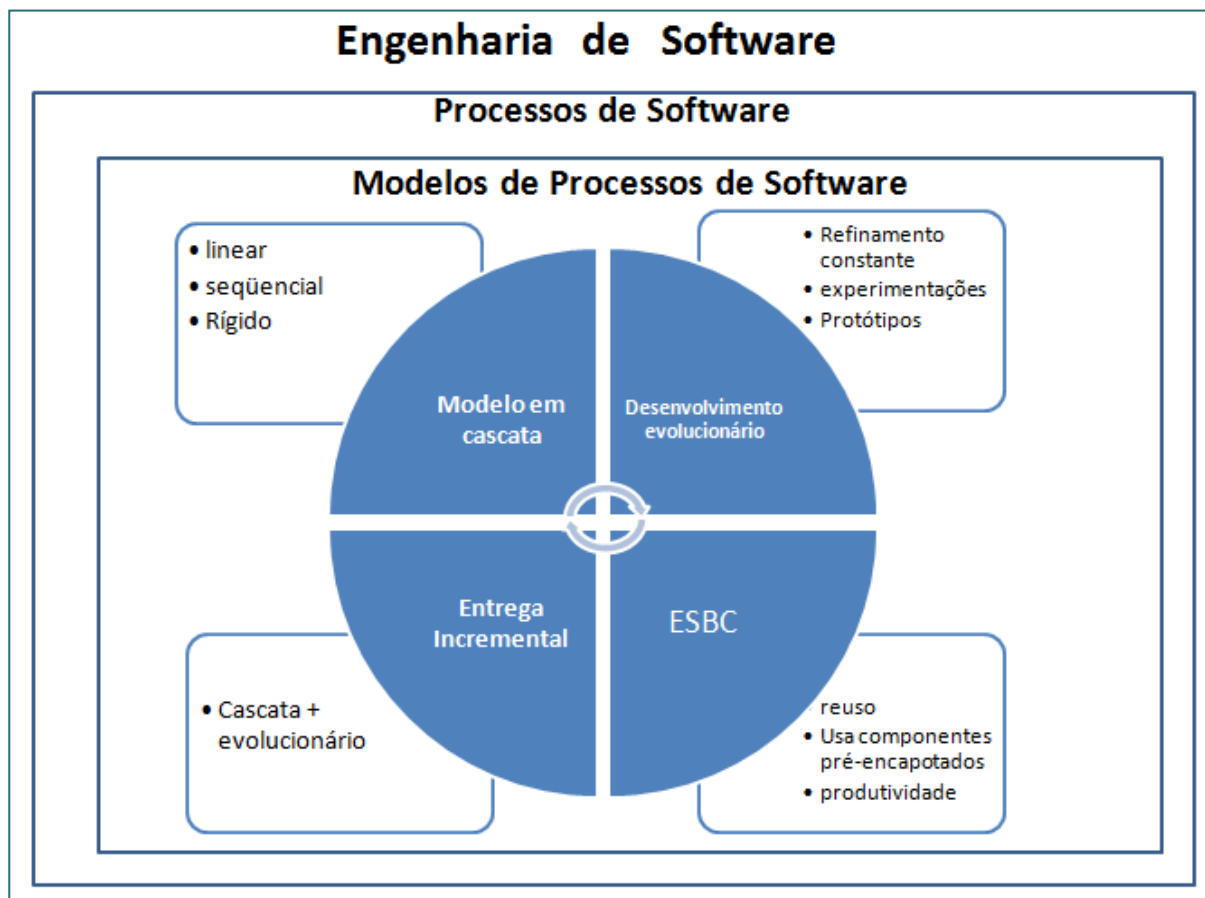 Engenharia de Software
Processos de Software
Modelos de Processos de Software
• linear
• seqüencial
• Rígido
• Refinamento
constante
• experimentações
• Protótipos
Modelo em
cascata
Desenvolvimento
evolucionário
Entrega
Incremental
ESBC
• Cascata +
evolucionário
reuso
• Usa componentes
pré-encapotados
• produtividade